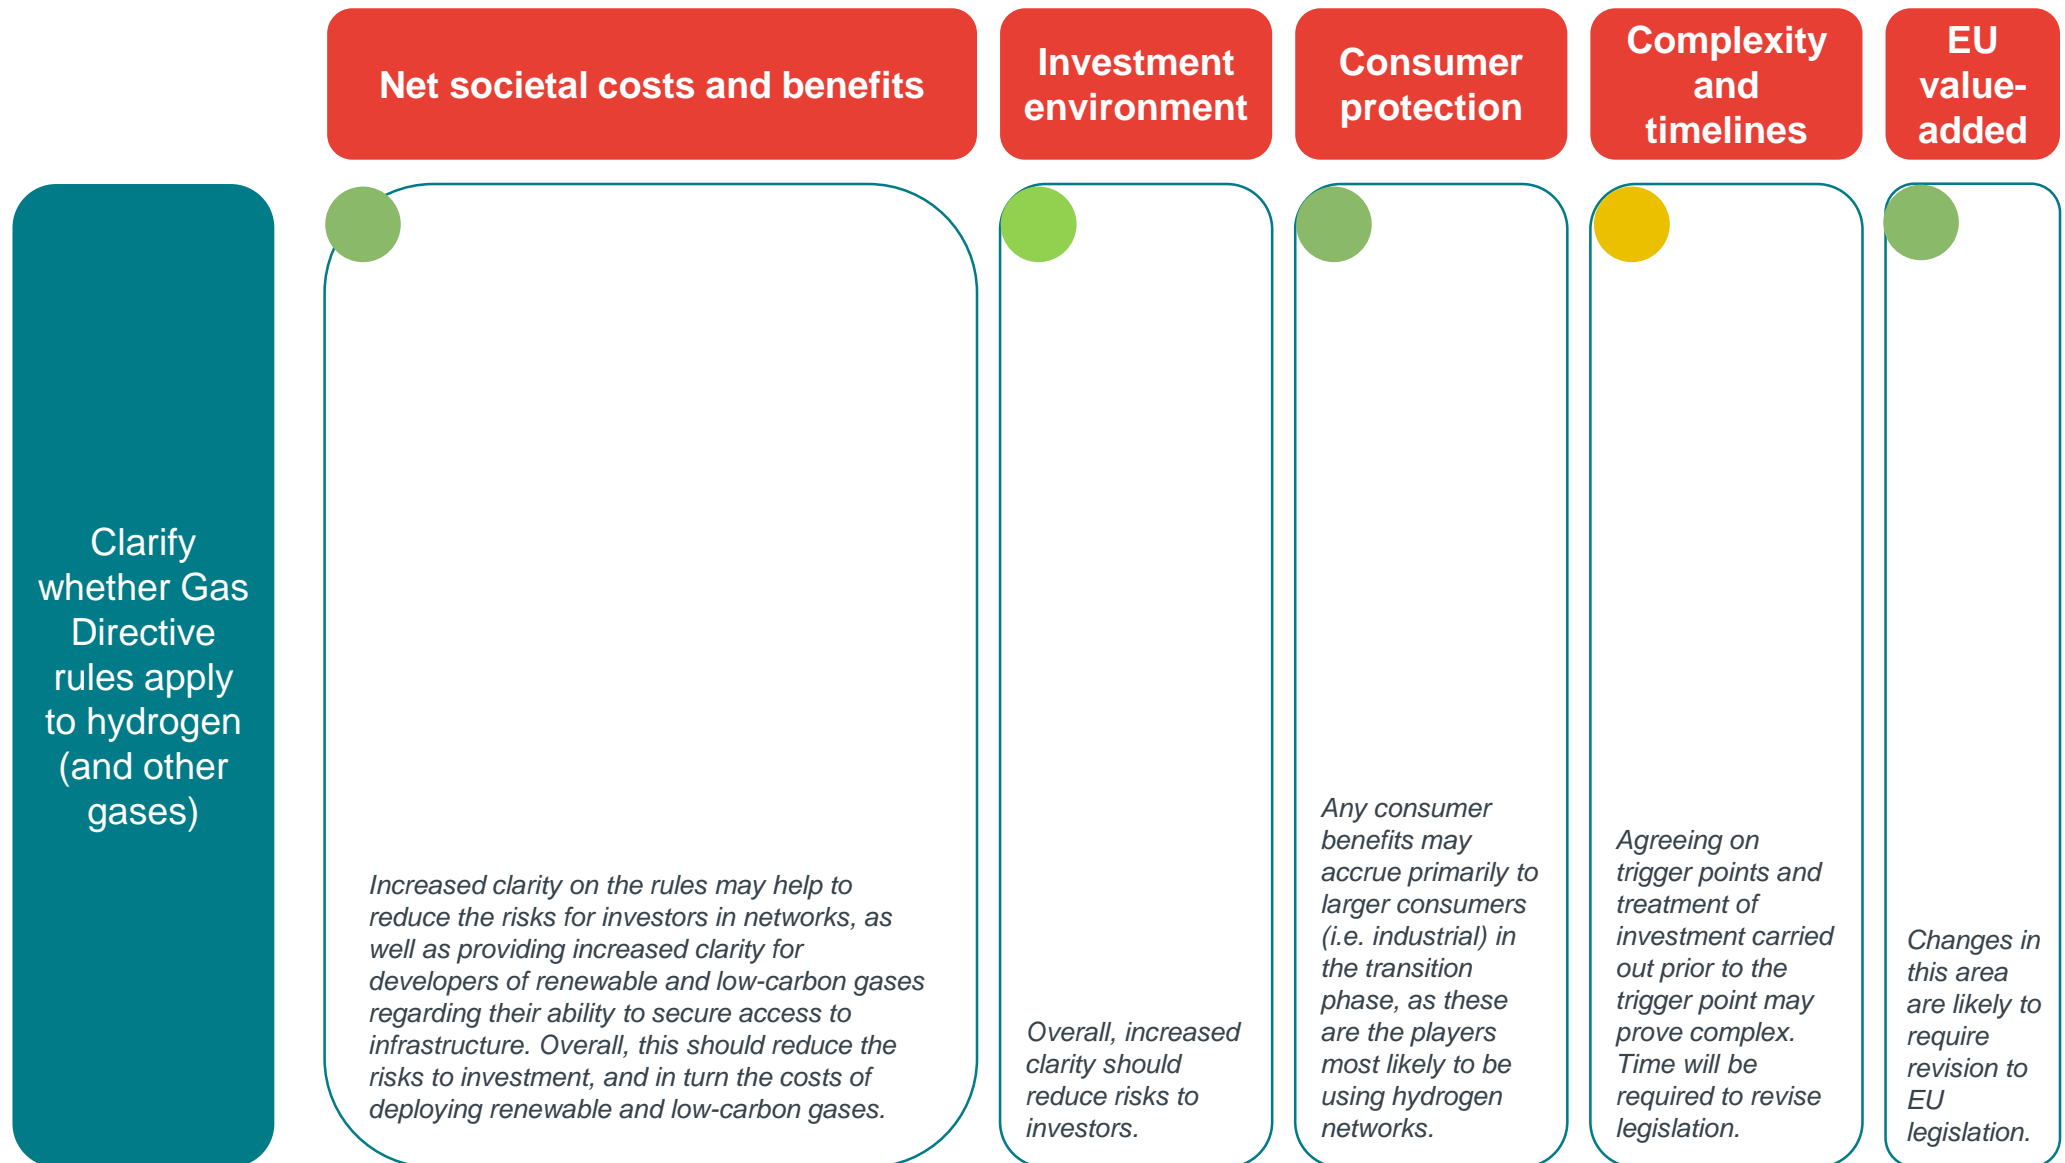 Net societal costs and benefits
Investment
environment
Consumer
protection
Complexity
and
timelines
EU
value-
added
Clarify
whether Gas
Directive
rules apply
to hydrogen
(and other
gases)
Increased clarity on the rules may help to
reduce the risks for investors in networks, as
well as providing increased clarity for
developers of renewable and low-carbon gases
regarding their ability to secure access to
infrastructure. Overall, this should reduce the
risks to investment, and in turn the costs of
deploying renewable and low-carbon gases.
Overall, increased
clarity should
reduce risks to
investors.
Any consumer
benefits may
accrue primarily to
larger consumers
(i.e. industrial) in
the transition
phase, as these
are the players
most likely to be
using hydrogen
networks.
Agreeing on
trigger points and
treatment of
investment carried
out prior to the
trigger point may
prove complex.
Time will be
required to revise
legislation.
Changes in
this area
are likely to
require
revision to
EU
legislation.